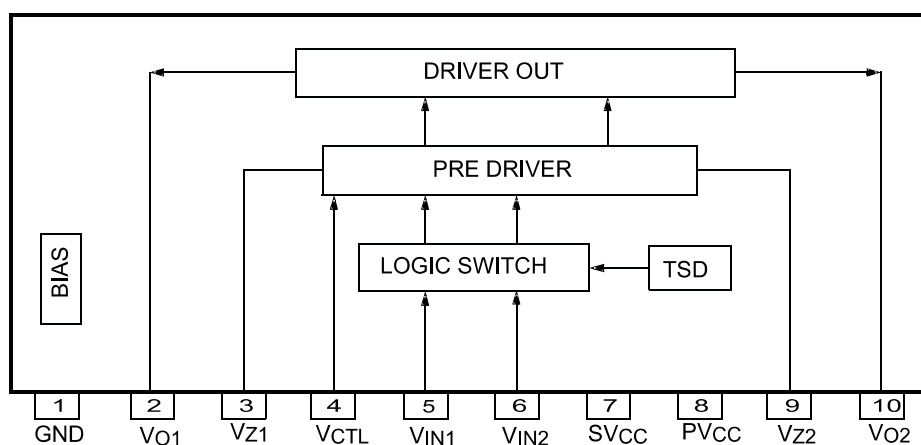 DRIVER OUT
PRE DRIVER
LOGIC SWITCH
TSD
BIAS
1 2 3 4 5 6 7 8 9 10
GND VO1 VZ1 VCTL VIN1 VIN2 SVCC PVCC VZ2 VO2